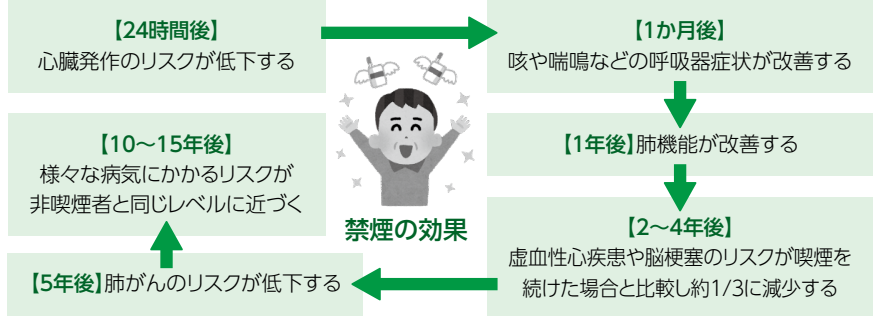 【24時間後】
心臓発作のリスクが低下する
【1か月後】
咳や喘鳴などの呼吸器症状が改善する
【1年後】肺機能が改善する
【2～4年後】
虚血性心疾患や脳梗塞のリスクが喫煙を
続けた場合と比較し約1/3に減少する
【5年後】肺がんのリスクが低下する
【10～15年後】
様々な病気にかかるリスクが
非喫煙者と同じレベルに近づく
禁煙の効果